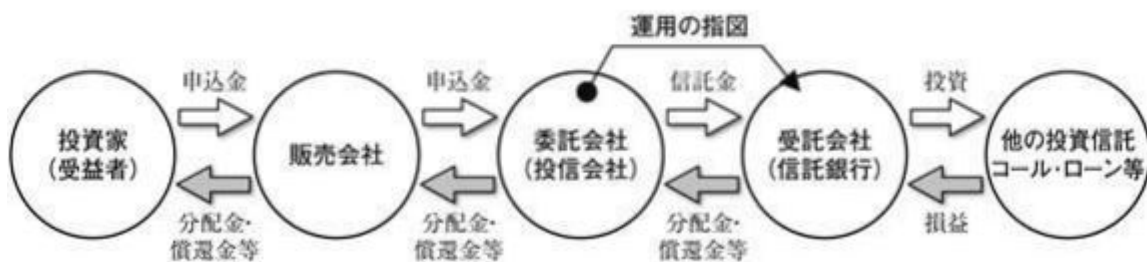 運用の指図
申込金
申込金
信託金
投資
投資家
(受益者)
販売会社
委託会社
(投信会社)
受託会社
(信託銀行)
他の投資信託
コール・ローン等
分配金・
償還金等
分配金・
償還金等
分配金・
償還金等
損益